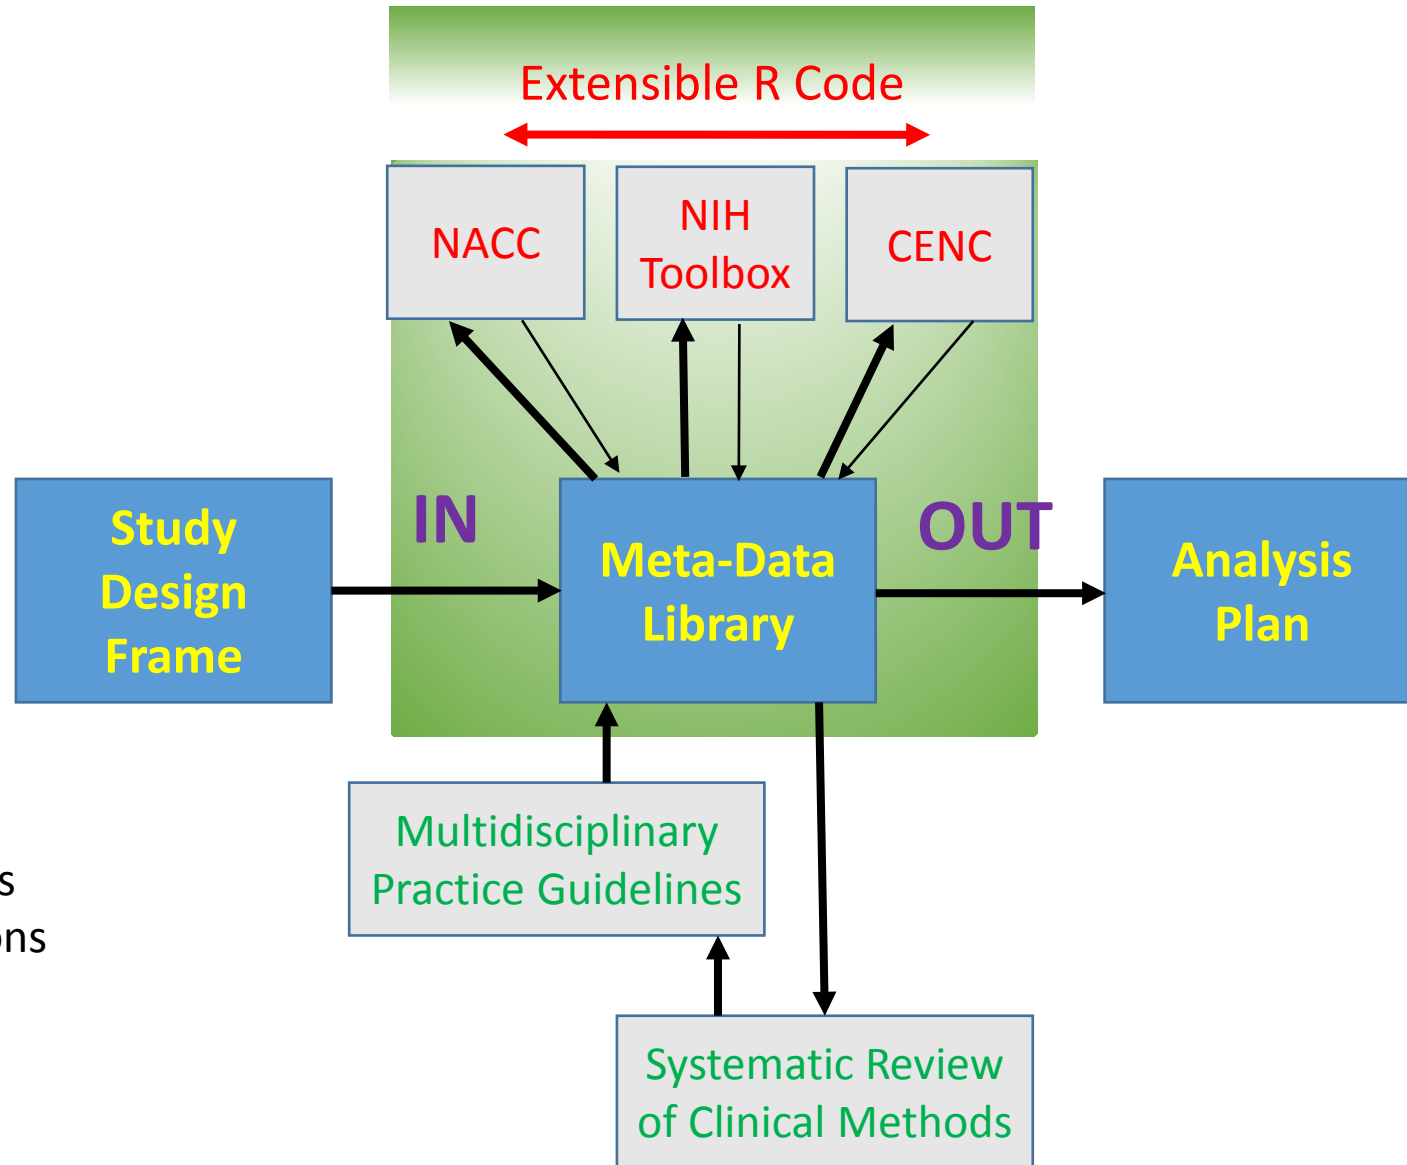 Extensible R Code
NACC
NIH
Toolbox
CENC
IN
OUT
Study
Design
Frame
Meta-Data
Library
Analysis
Plan
Multidisciplinary
Practice Guidelines
s
ons
Systematic Review
of Clinical Methods